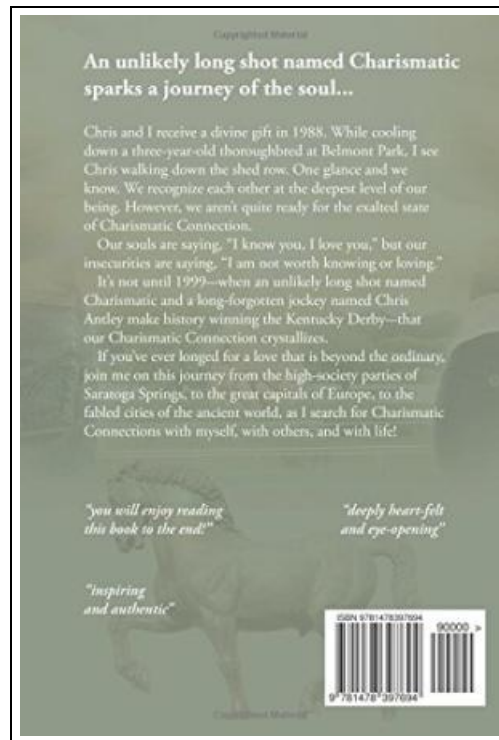 Copyrighted Material
An unlikely long shot named Charismatic
sparks a journey of the soul...
Chris and I receive a divine gift in 1988. While cooling
down a three-year-old thoroughbred at Belmont Park, I see
Chris walking down the shed row. One glance and we
know. We recognize each other at the deepest level of our
being. However, we aren't quite ready for the exalted state
of Charismatic Connection.
Our souls are saying, "I know you, I love you," but our
insecurities are saying, "I am not worth knowing or loving."
It's not until 1999—when an unlikely long shot named
Charismatic and a long-forgotten jockey named Chris
Antley make history winning the Kentucky Derby—that
our Charismatic Connection crystallizes.
If you've ever longed for a love that is beyond the ordinary,
join me on this journey from the high-society parties of
Saratoga Springs, to the great capitals of Europe, to the
fabled cities of the ancient world, as I search for Charismatic
Connections with myself, with others, and with life!
"you will enjoy reading
this book to the end!"
"deeply heart-felt
and eye-opening"
"inspiring
and authentic"
ISBN 9781478397694
90000 >
9 781478 397694
Copyrighted Material